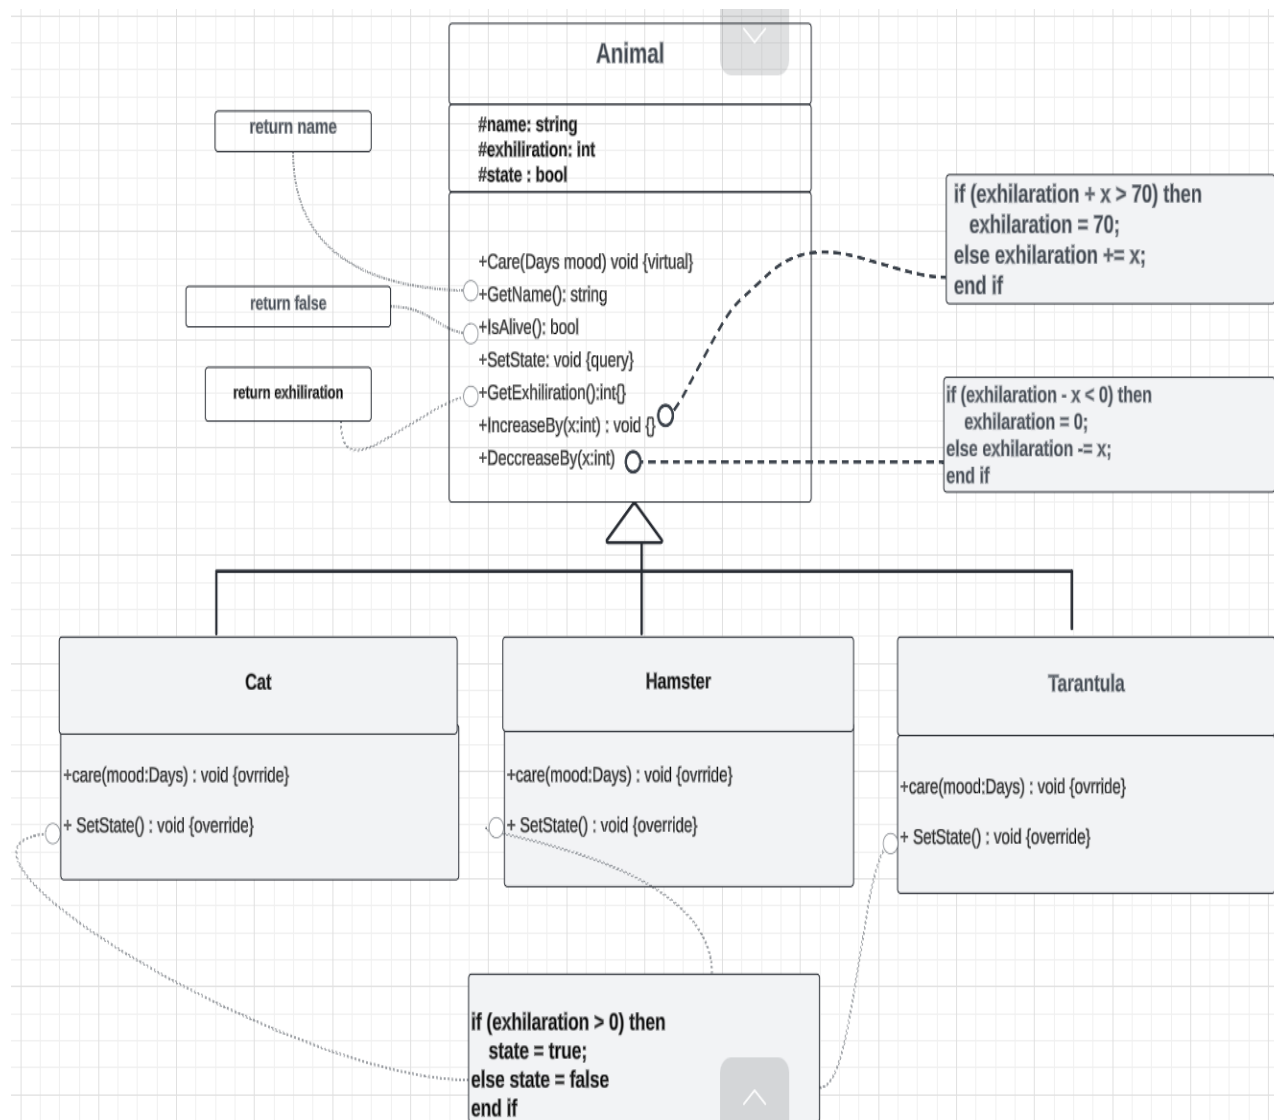 Animal
#name: string
#exhiliration: int
#state : bool
return name
return false
return exhiliration
+Care(Days mood) void {virtual}
+GetName(): string
+IsAlive(): bool
+SetState: void {query}
+GetExhiliration():int{}
+IncreaseBy(x:int) : void {}
+DeccreaseBy(x:int)
if (exhilaration + x > 70) then
exhilaration = 70;
else exhilaration += x;
end if
if (exhilaration - x < 0) then
exhilaration = 0;
else exhilaration -= x;
end if
Cat
+care(mood:Days) : void {ovrride}
+ SetState() : void {override}
Hamster
+care(mood:Days) : void {ovrride}
+ SetState() : void {override}
Tarantula
+care(mood:Days) : void {ovrride}
+ SetState() : void {override}
if (exhilaration > 0) then
state = true;
else state = false
end if